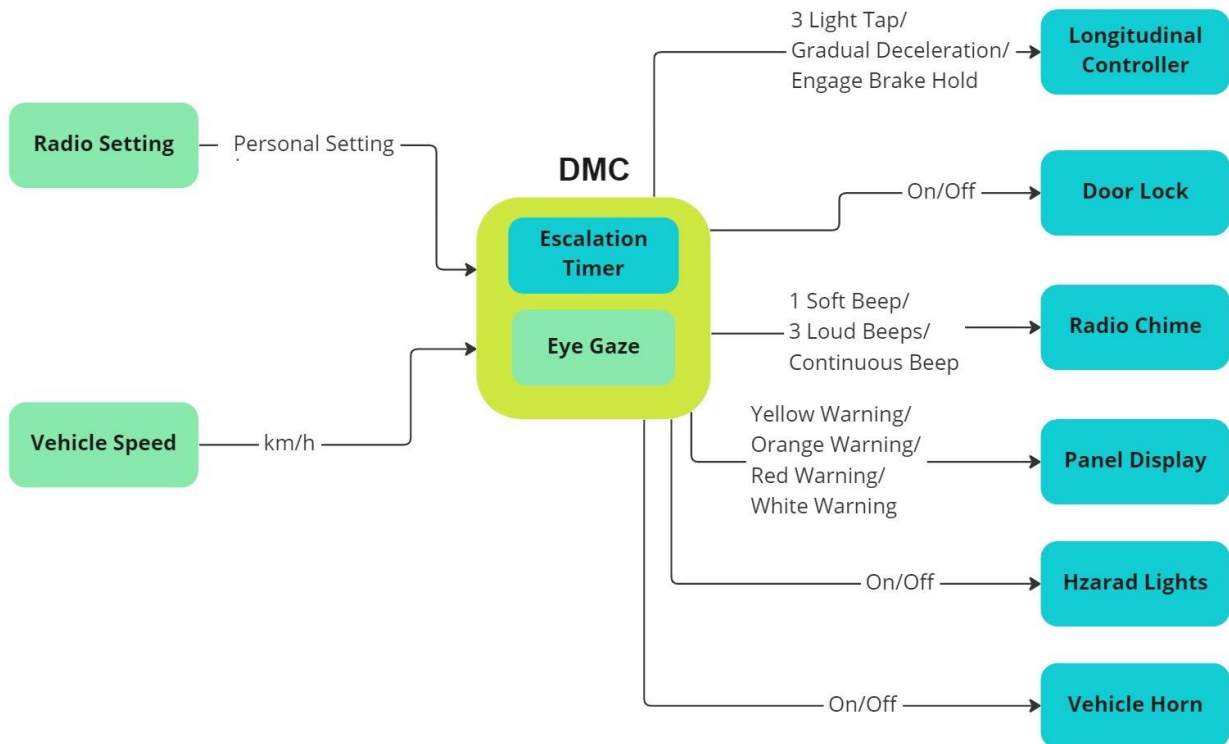 3 Light Tap/
Gradual Deceleration/
Engage Brake Hold
Longitudinal
Controller
Radio Setting
Personal Setting
DMC
On/Off
Door Lock
Escalation
Timer
1 Soft Beep/
3 Loud Beeps/
Continuous Beep
Radio Chime
Eye Gaze
Vehicle Speed
km/h
Yellow Warning/
Orange Warning/
Red Warning/
White Warning
Panel Display
On/Off
Hzarad Lights
On/Off
Vehicle Horn